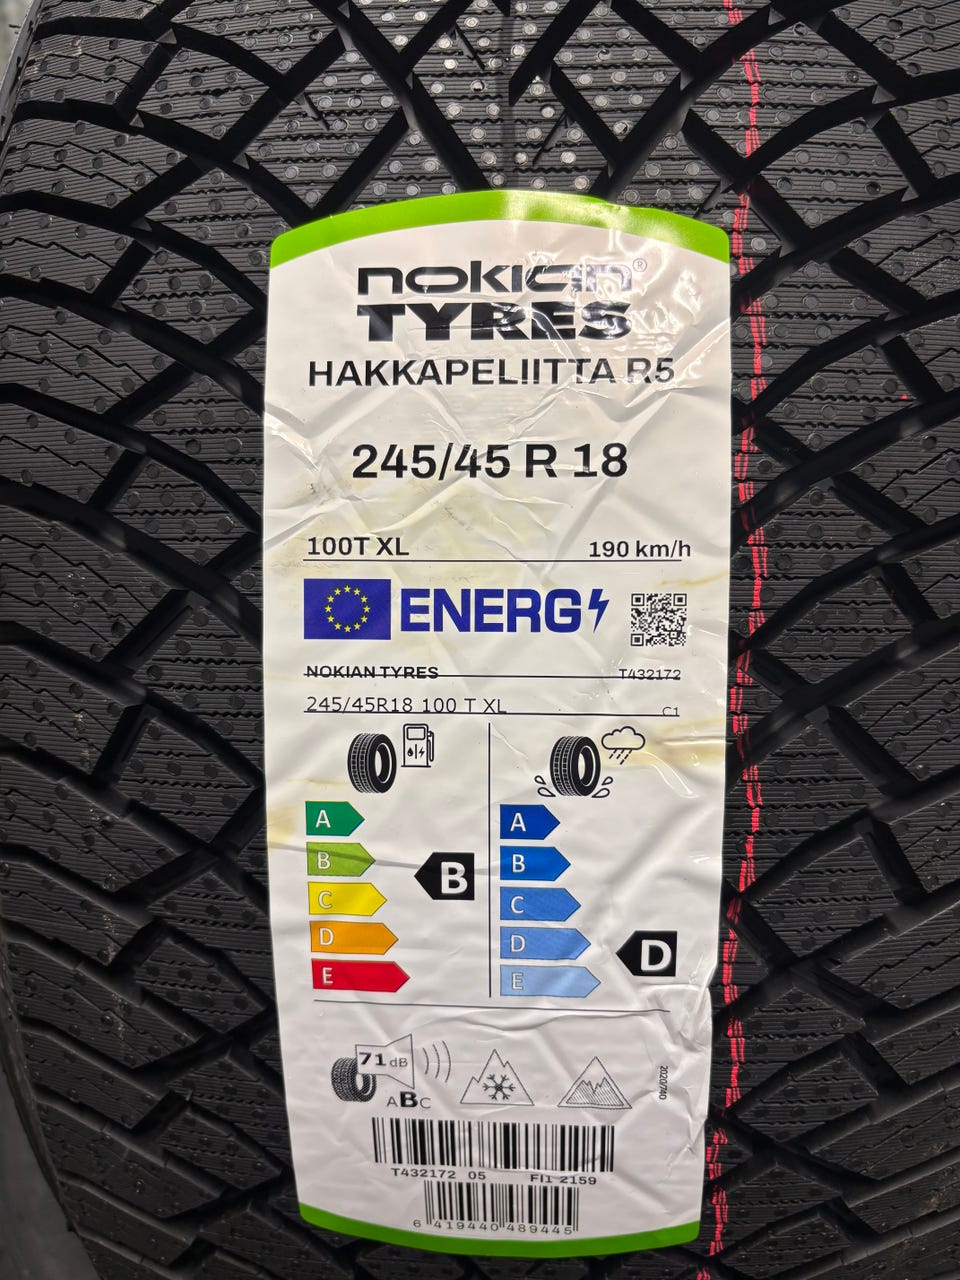 nokian®
TYRES
HAKKAPELIITTA R5
245/45 R 18
100T XL 190 km/h
ENERG
NOKIAN TYRES T432172
245/45R18 100 T XL C1
A A
B B B
C C
D D D
E E
71 dB
ABC
2020/740
T432172 05 FI1 2159
6 419440 489445